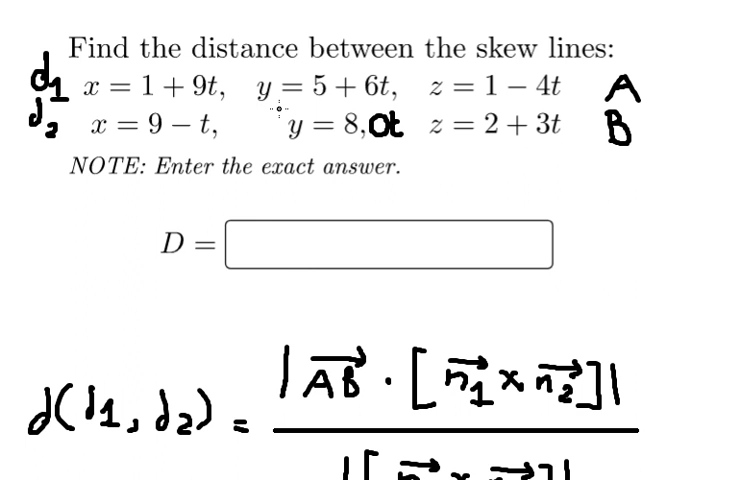 Find the distance between the skew lines:
d₁ x = 1 + 9t, y = 5 + 6t, z = 1 − 4t A
d₂ x = 9 − t, y = 8,0t z = 2 + 3t B
NOTE: Enter the exact answer.
D =
d(d₁, d₂) = |AB⃗ · [n₁⃗ × n₂⃗]|